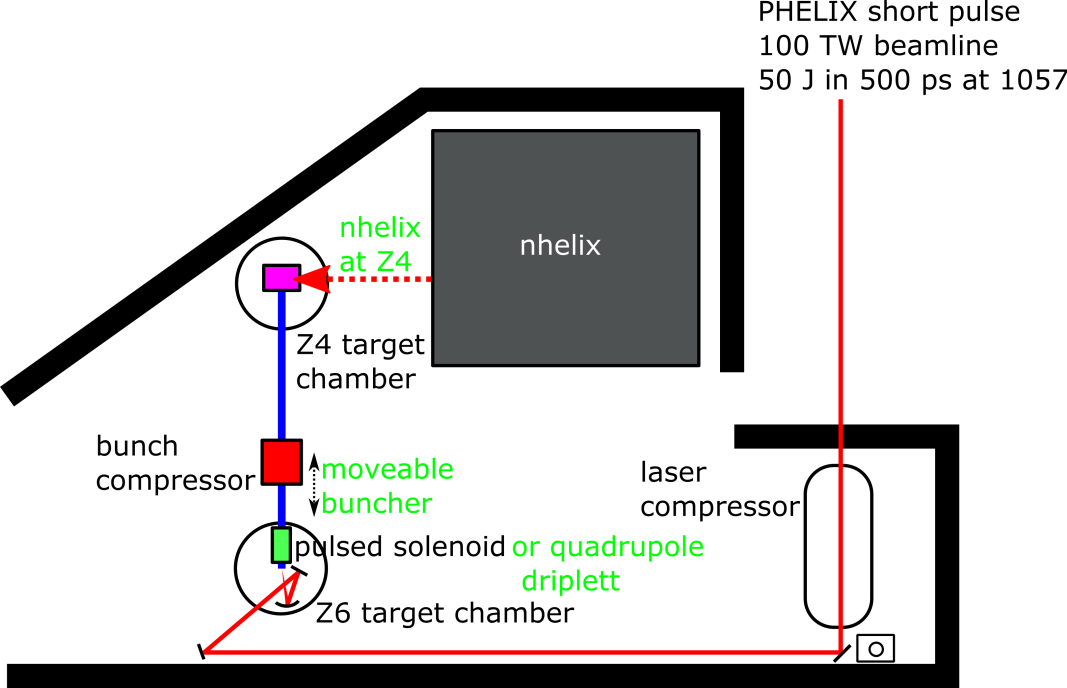 PHELIX short pulse
100 TW beamline
50 J in 500 ps at 1057
nhelix
at Z4
nhelix
Z4 target
chamber
bunch
compressor
moveable
buncher
laser
compressor
pulsed solenoid or quadrupole
driplett
Z6 target chamber